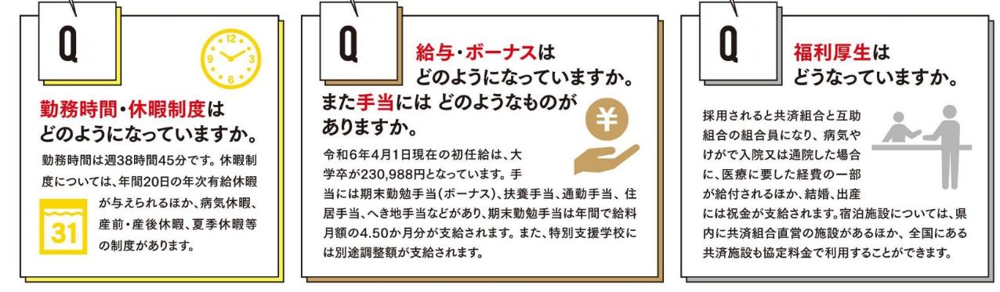 Q
12
3
6
9
勤務時間・休暇制度は
どのようになっていますか。
勤務時間は週38時間45分です。休暇制
度については、年間20日の年次有給休暇
が与えられるほか、病気休暇、
産前・産後休暇、夏季休暇等
の制度があります。
31
Q
給与・ボーナスは
どのようになっていますか。
また手当には どのようなものが
ありますか。
¥
令和6年4月1日現在の初任給は、大
学卒が230,988円となっています。手
当には期末勤勉手当(ボーナス)、扶養手当、通勤手当、住
居手当、へき地手当などがあり、期末勤勉手当は年間で給料
月額の4.50か月分が支給されます。また、特別支援学校に
は別途調整額が支給されます。
Q
福利厚生は
どうなっていますか。
採用されると共済組合と互助
組合の組合員になり、病気や
けがで入院又は通院した場合
に、医療に要した経費の一部
が給付されるほか、結婚、出産
には祝金が支給されます。宿泊施設については、県
内に共済組合直営の施設があるほか、全国にある
共済施設も協定料金で利用することができます。